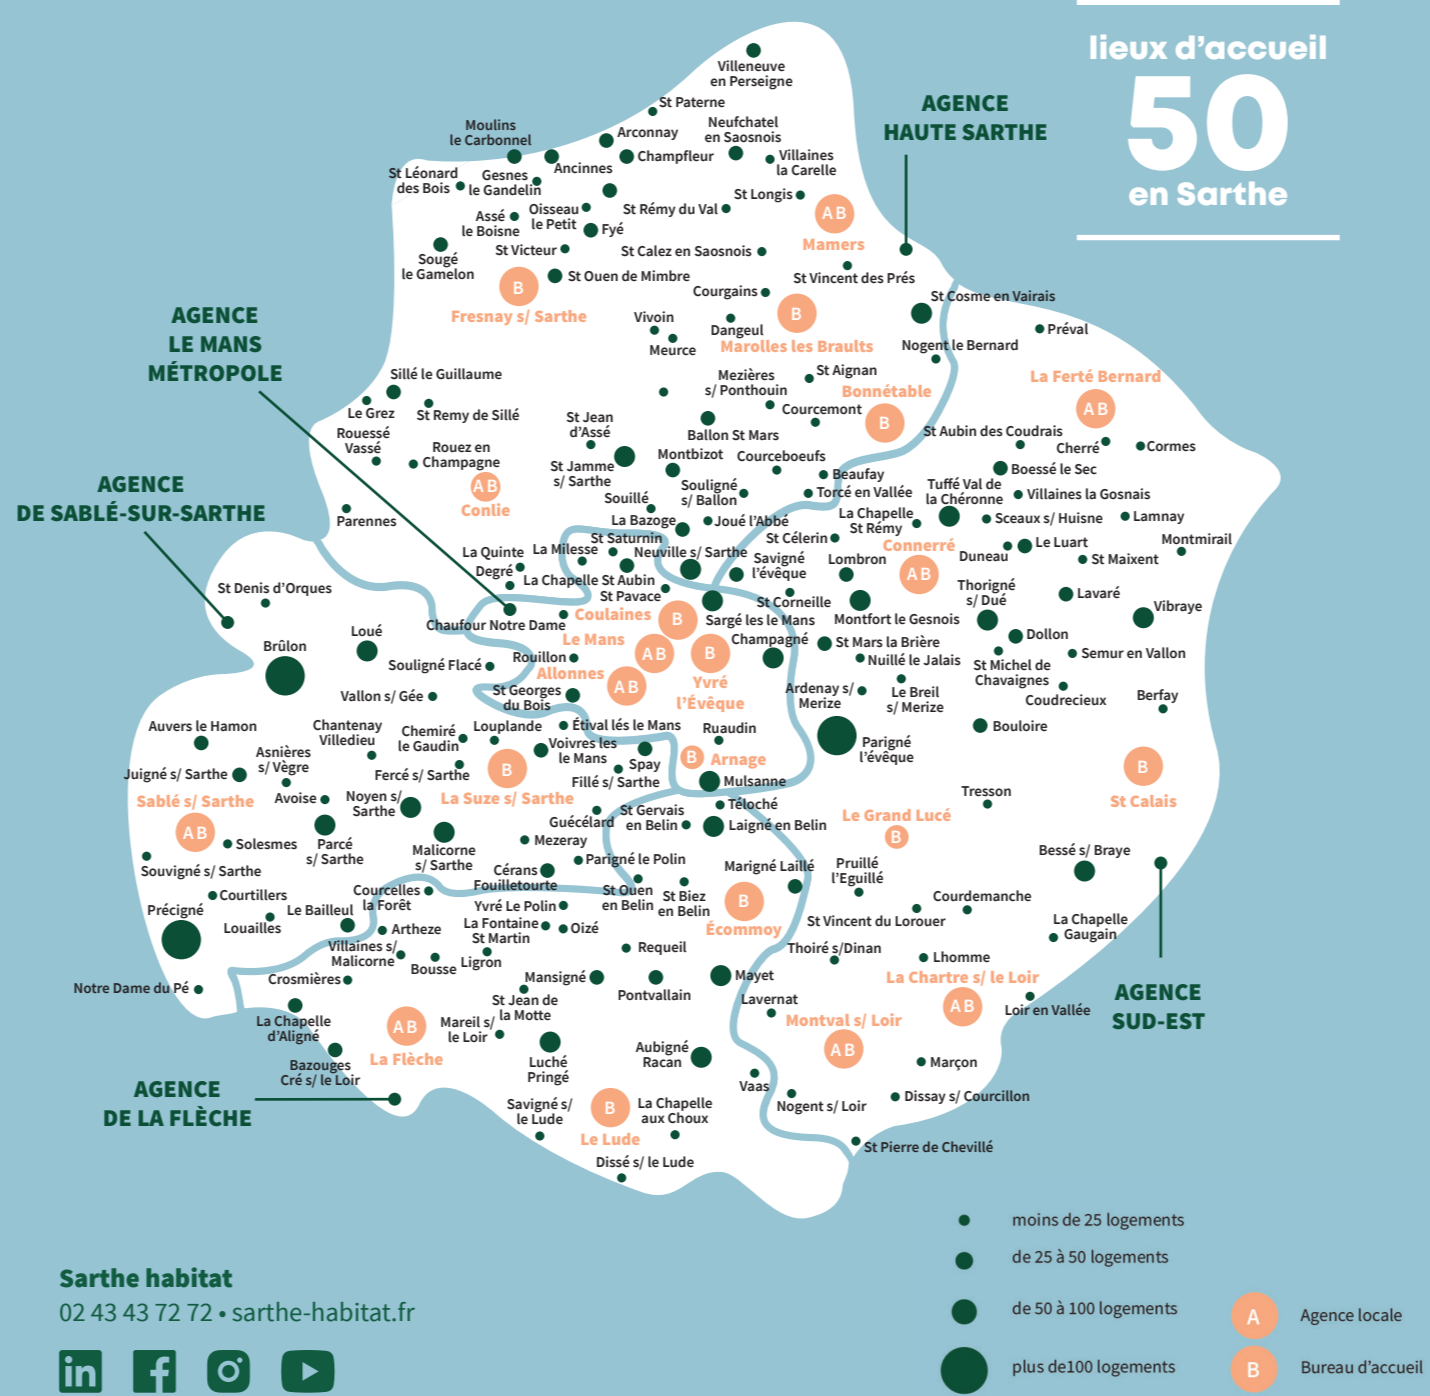 lieux d'accueil
50
en Sarthe
AGENCE
HAUTE SARTHE
AGENCE
LE MANS
MÉTROPOLE
AGENCE
DE SABLÉ-SUR-SARTHE
AGENCE
DE LA FLÈCHE
AGENCE
SUD-EST
Villeneuve
en Perseigne
St Paterne
Moulins
le Carbonnel
Arconnay
Neufchatel
en Saosnois
Champfleur
Ancinnes
Villaines
la Carelle
St Léonard
des Bois
Gesnes
le Gandelin
St Longis
Assé
le Boisne
Oisseau
le Petit
St Rémy du Val
AB
Mamers
Fyé
Sougé
le Gamelon
St Victeur
St Calez en Saosnois
St Ouen de Mimbre
St Vincent des Prés
B
Fresnay s/ Sarthe
Courgains
St Cosme en Vairais
Vivoin
Dangeul
B
Marolles les Braults
Préval
Meurce
Nogent le Bernard
Sillé le Guillaume
Mezières
s/ Ponthouin
St Aignan
La Ferté Bernard
AB
Bonnétable
B
Le Grez
St Remy de Sillé
Courcemont
St Jean
d'Assé
Ballon St Mars
St Aubin des Coudrais
Rouessé
Vassé
Rouez en
Champagne
Cherré
Cormes
Montbizot
Courceboeufs
St Jamme
s/ Sarthe
Boessé le Sec
AB
Conlie
Souligné
s/ Ballon
Beaufay
Torcé en Vallée
Tuffé Val de
la Chéronne
Villaines la Gosnais
Souillé
Parennes
La Bazoge
Joué l'Abbé
La Chapelle
St Rémy
Sceaux s/ Huisne
Lamnay
St Saturnin
St Célerin
Connerré
AB
Duneau
Le Luart
Montmirail
La Quinte
La Milesse
Neuville s/ Sarthe
Savigné
l'évêque
Lombron
St Maixent
Degré
La Chapelle St Aubin
St Denis d'Orques
St Pavace
St Corneille
Thorigné
s/ Dué
Lavaré
Vibraye
Chaufour Notre Dame
Coulaines
B
Sargé les le Mans
Montfort le Gesnois
Loué
Le Mans
AB
Champagné
St Mars la Brière
Dollon
Brûlon
Souligné Flacé
Rouillon
B
Yvré
l'Évêque
Nuillé le Jalais
St Michel de
Chavaignes
Semur en Vallon
Allonnes
AB
Vallon s/ Gée
St Georges
du Bois
Ardenay s/
Merize
Le Breil
s/ Merize
Coudrecieux
Berfay
Auvers le Hamon
Chantenay
Villedieu
Chemiré
le Gaudin
Louplande
Étival lés le Mans
Ruaudin
Bouloire
Asnières
s/ Vègre
Voivres les
le Mans
Parigné
l'évêque
Juigné s/ Sarthe
Fercé s/ Sarthe
B
La Suze s/ Sarthe
Spay
B
Arnage
B
St Calais
Fillé s/ Sarthe
Mulsanne
Sablé s/ Sarthe
AB
Avoise
Noyen s/
Sarthe
Tresson
Téloché
Guécélard
St Gervais
en Belin
Laigné en Belin
Le Grand Lucé
B
Solesmes
Parcé
s/ Sarthe
Malicorne
s/ Sarthe
Mezeray
Bessé s/ Braye
Souvigné s/ Sarthe
Cérans
Fouilletourte
Parigné le Polin
Marigné Laillé
Pruillé
l'Eguillé
Courtillers
Courcelles
la Forêt
St Ouen
en Belin
St Biez
en Belin
B
Écommoy
Courdemanche
Précigné
Louailles
Le Bailleul
Yvré Le Polin
St Vincent du Lorouer
La Chapelle
Gaugain
Artheze
La Fontaine
St Martin
Oizé
Villaines s/
Malicorne
Requeil
Thoiré s/Dinan
Lhomme
Bousse
Ligron
Crosmières
Mansigné
Pontvallain
Mayet
La Chartre s/ le Loir
AB
Notre Dame du Pé
Lavernat
St Jean de
la Motte
Loir en Vallée
La Chapelle
d'Aligné
AB
La Flèche
Mareil s/
le Loir
Montval s/ Loir
AB
Bazouges
Cré s/ le Loir
Luché
Pringé
Aubigné
Racan
Marçon
Vaas
Savigné s/
le Lude
B
Le Lude
La Chapelle
aux Choux
Nogent s/ Loir
Dissay s/ Courcillon
St Pierre de Chevillé
Dissé s/ le Lude
moins de 25 logements
de 25 à 50 logements
de 50 à 100 logements
plus de100 logements
A Agence locale
B Bureau d'accueil
Sarthe habitat
02 43 43 72 72 • sarthe-habitat.fr
in